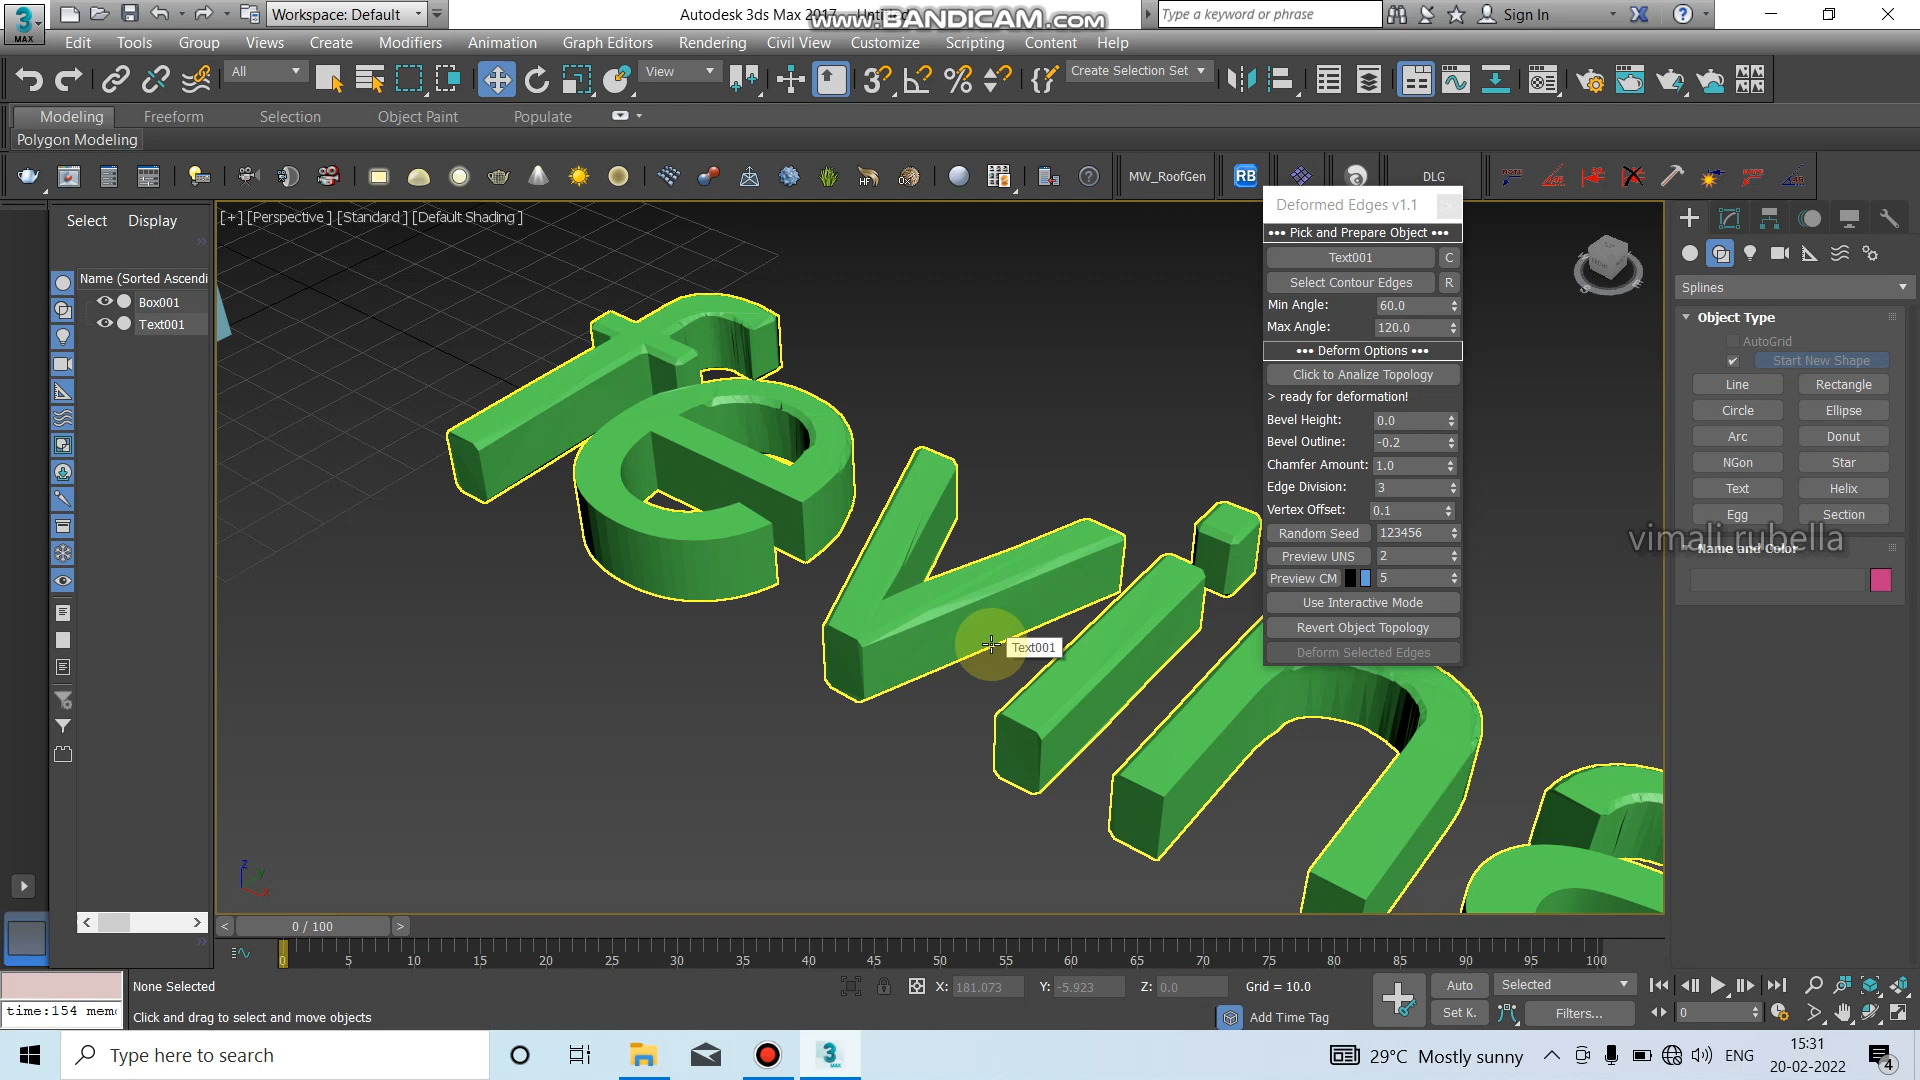 Workspace: Default
Autodesk 3ds Max 2017 - Untitled
www.BANDICAM.com
Type a keyword or phrase
Sign In
MAX
Edit Tools Group Views Create Modifiers Animation Graph Editors Rendering Civil View Customize Scripting Content Help
All
View
Create Selection Set
Modeling Freeform Selection Object Paint Populate
Polygon Modeling
MW_RoofGen
RB
DLG
Select Display
Name (Sorted Ascendi
Box001
Text001
[+] [Perspective] [Standard] [Default Shading]
Text001
Deformed Edges v1.1
••• Pick and Prepare Object •••
Text001 C
Select Contour Edges R
Min Angle: 60.0
Max Angle: 120.0
••• Deform Options •••
Click to Analize Topology
> ready for deformation!
Bevel Height: 0.0
Bevel Outline: -0.2
Chamfer Amount: 1.0
Edge Division: 3
Vertex Offset: 0.1
Random Seed 123456
Preview UNS 2
Preview CM 5
Use Interactive Mode
Revert Object Topology
Deform Selected Edges
Splines
Object Type
AutoGrid
Start New Shape
Line Rectangle
Circle Ellipse
Arc Donut
NGon Star
Text Helix
Egg Section
vimali rubella
Name and Color
0 / 100
0 5 10 15 20 25 30 35 40 45 50 55 60 65 70 75 80 85 90 95 100
None Selected
X: 181.073 Y: -5.923 Z: 0.0 Grid = 10.0
Auto Selected
time:154 mem
Click and drag to select and move objects
Add Time Tag
Set K. Filters...
0
Type here to search
29°C Mostly sunny
ENG
15:31
20-02-2022
4